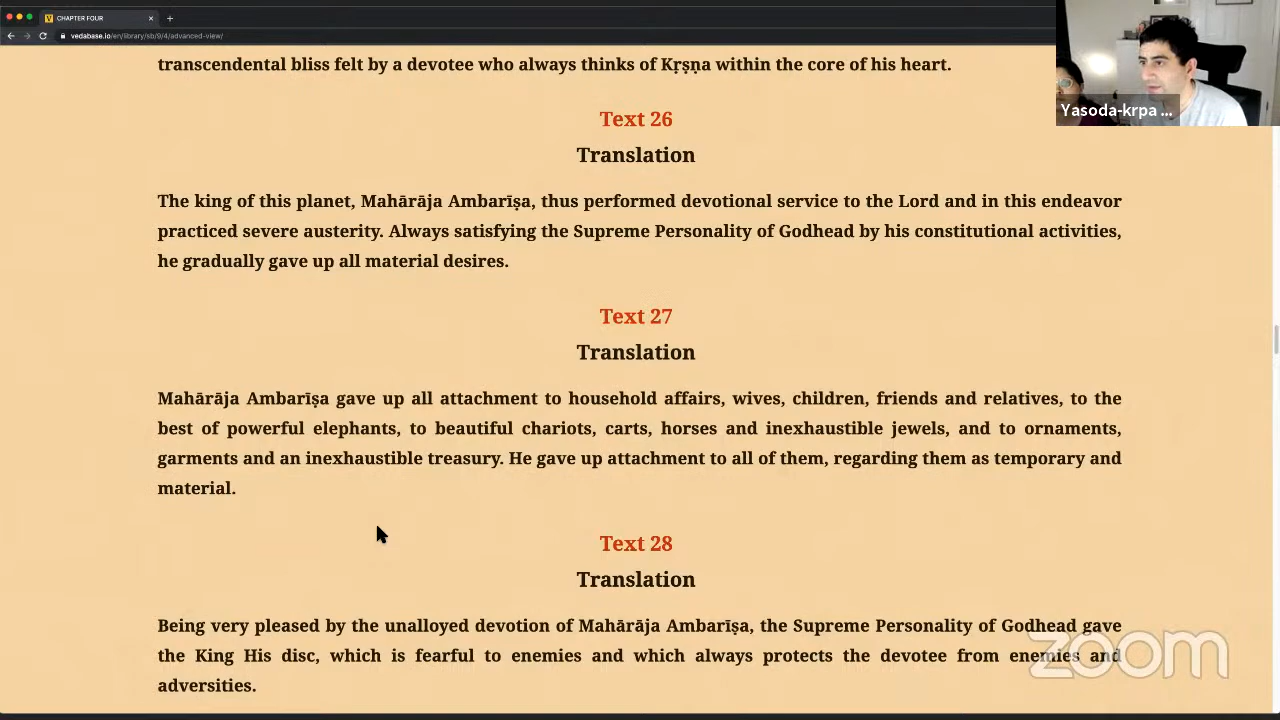 CHAPTER FOUR
vedabase.io/en/library/sb/9/4/advanced-view/
Yasoda-krpa ...
transcendental bliss felt by a devotee who always thinks of Kṛṣṇa within the core of his heart.
Text 26
Translation
The king of this planet, Mahārāja Ambarīṣa, thus performed devotional service to the Lord and in this endeavor
practiced severe austerity. Always satisfying the Supreme Personality of Godhead by his constitutional activities,
he gradually gave up all material desires.
Text 27
Translation
Mahārāja Ambarīṣa gave up all attachment to household affairs, wives, children, friends and relatives, to the
best of powerful elephants, to beautiful chariots, carts, horses and inexhaustible jewels, and to ornaments,
garments and an inexhaustible treasury. He gave up attachment to all of them, regarding them as temporary and
material.
Text 28
Translation
Being very pleased by the unalloyed devotion of Mahārāja Ambarīṣa, the Supreme Personality of Godhead gave
the King His disc, which is fearful to enemies and which always protects the devotee from enemies and
adversities.
zoom